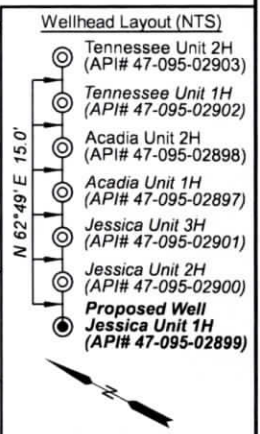 Wellhead Layout (NTS)
Tennessee Unit 2H
(API# 47-095-02903)
Tennessee Unit 1H
(API# 47-095-02902)
Acadia Unit 2H
(API# 47-095-02898)
Acadia Unit 1H
(API# 47-095-02897)
Jessica Unit 3H
(API# 47-095-02901)
Jessica Unit 2H
(API# 47-095-02900)
Proposed Well
Jessica Unit 1H
(API# 47-095-02899)
N 62°49' E 15.0'
N